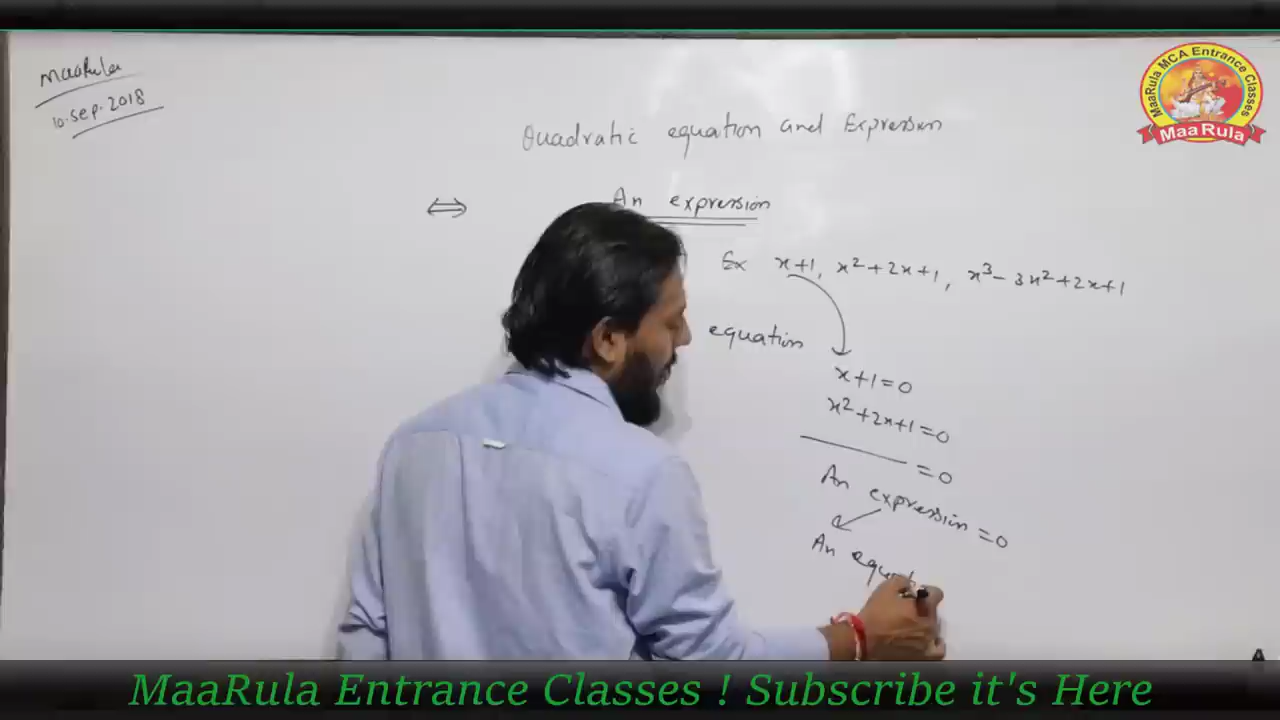 MaaRula
10.Sep.2018
MaaRula MCA Entrance Classes
MaaRula
Quadratic equation and Expression
⇔ An expression
Ex x+1, x²+2x+1, x³-3x²+2x+1
equation
x+1=0
x²+2x+1=0
=0
An expression =0
An equat
MaaRula Entrance Classes ! Subscribe it's Here